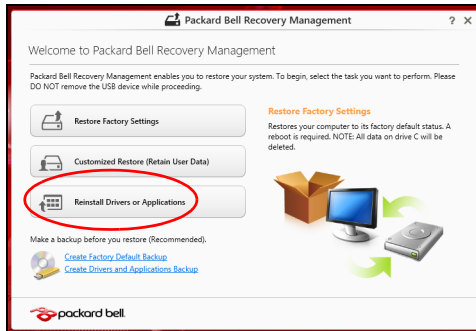 Packard Bell Recovery Management
? X
Welcome to Packard Bell Recovery Management
Packard Bell Recovery Management enables you to restore your system. To begin, select the task you want to perform. Please
DO NOT remove the USB device while proceeding.
Restore Factory Settings
Customized Restore (Retain User Data)
Reinstall Drivers or Applications
Restore Factory Settings
Restores your computer to its factory default status. A
reboot is required. NOTE: All data on drive C will be
deleted.
Make a backup before you restore (Recommended).
Create Factory Default Backup
Create Drivers and Applications Backup
packard bell.